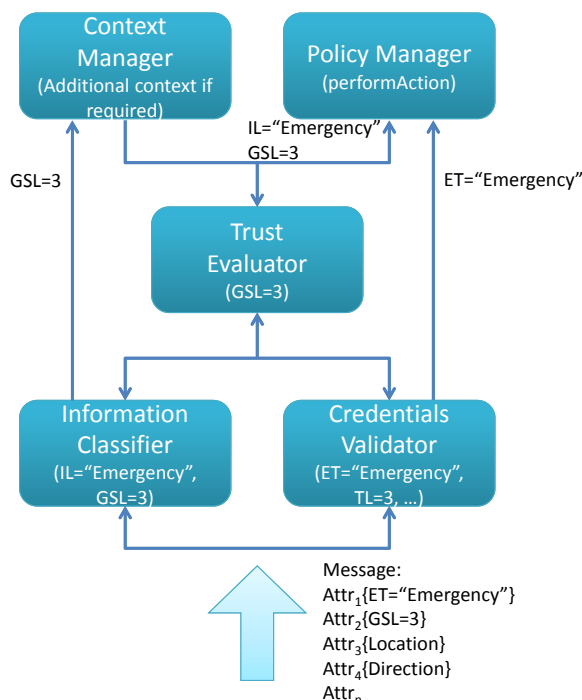 Context
Manager
(Additional context if
required)
Policy Manager
(performAction)
IL=“Emergency”
GSL=3
GSL=3
ET=“Emergency”
Trust
Evaluator
(GSL=3)
Information
Classifier
(IL=“Emergency”,
GSL=3)
Credentials
Validator
(ET=“Emergency”,
TL=3, …)
Message:
Attr₁{ET=“Emergency”}
Attr₂{GSL=3}
Attr₃{Location}
Attr₄{Direction}
Attrₙ